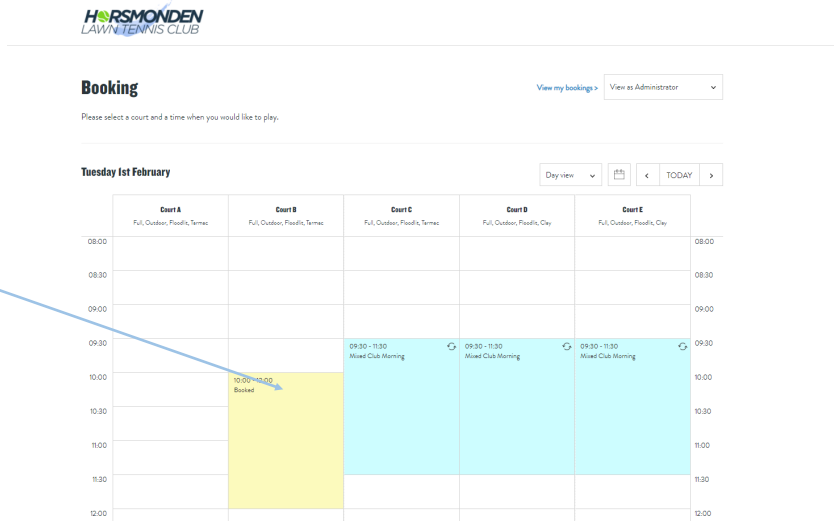 HORSMONDEN
LAWN TENNIS CLUB
Booking
View my bookings >
View as Administrator
Please select a court and a time when you would like to play.
Tuesday 1st February
Day view
TODAY
Court A
Full, Outdoor, Floodlit, Tarmac
Court B
Full, Outdoor, Floodlit, Tarmac
Court C
Full, Outdoor, Floodlit, Tarmac
Court D
Full, Outdoor, Floodlit, Clay
Court E
Full, Outdoor, Floodlit, Clay
08:00 08:00
08:30 08:30
09:00 09:00
09:30 09:30
09:30 - 11:30
Mixed Club Morning
09:30 - 11:30
Mixed Club Morning
09:30 - 11:30
Mixed Club Morning
10:00 10:00
10:00 - 12:00
Booked
10:30 10:30
11:00 11:00
11:30 11:30
12:00 12:00